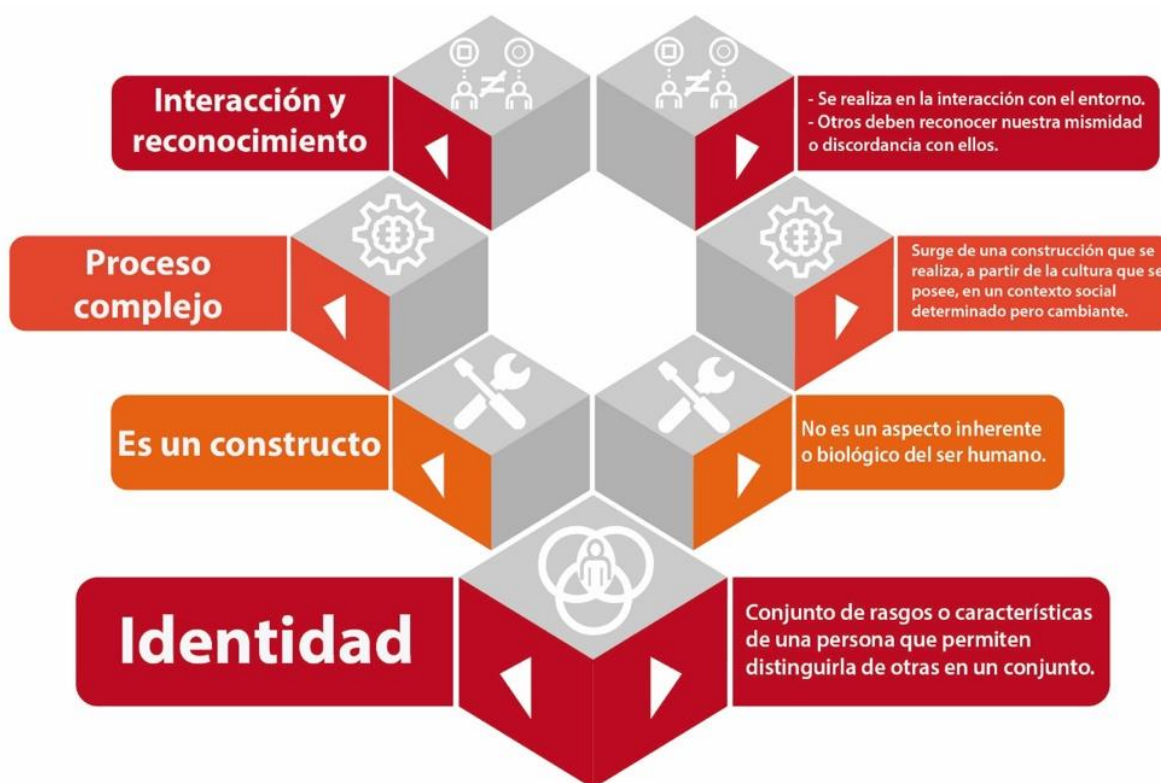 Interacción y
reconocimiento
- Se realiza en la interacción con el entorno.
- Otros deben reconocer nuestra mismidad
o discordancia con ellos.
Proceso
complejo
Surge de una construcción que se
realiza, a partir de la cultura que se
posee, en un contexto social
determinado pero cambiante.
Es un constructo
No es un aspecto inherente
o biológico del ser humano.
Identidad
Conjunto de rasgos o características
de una persona que permiten
distinguirla de otras en un conjunto.